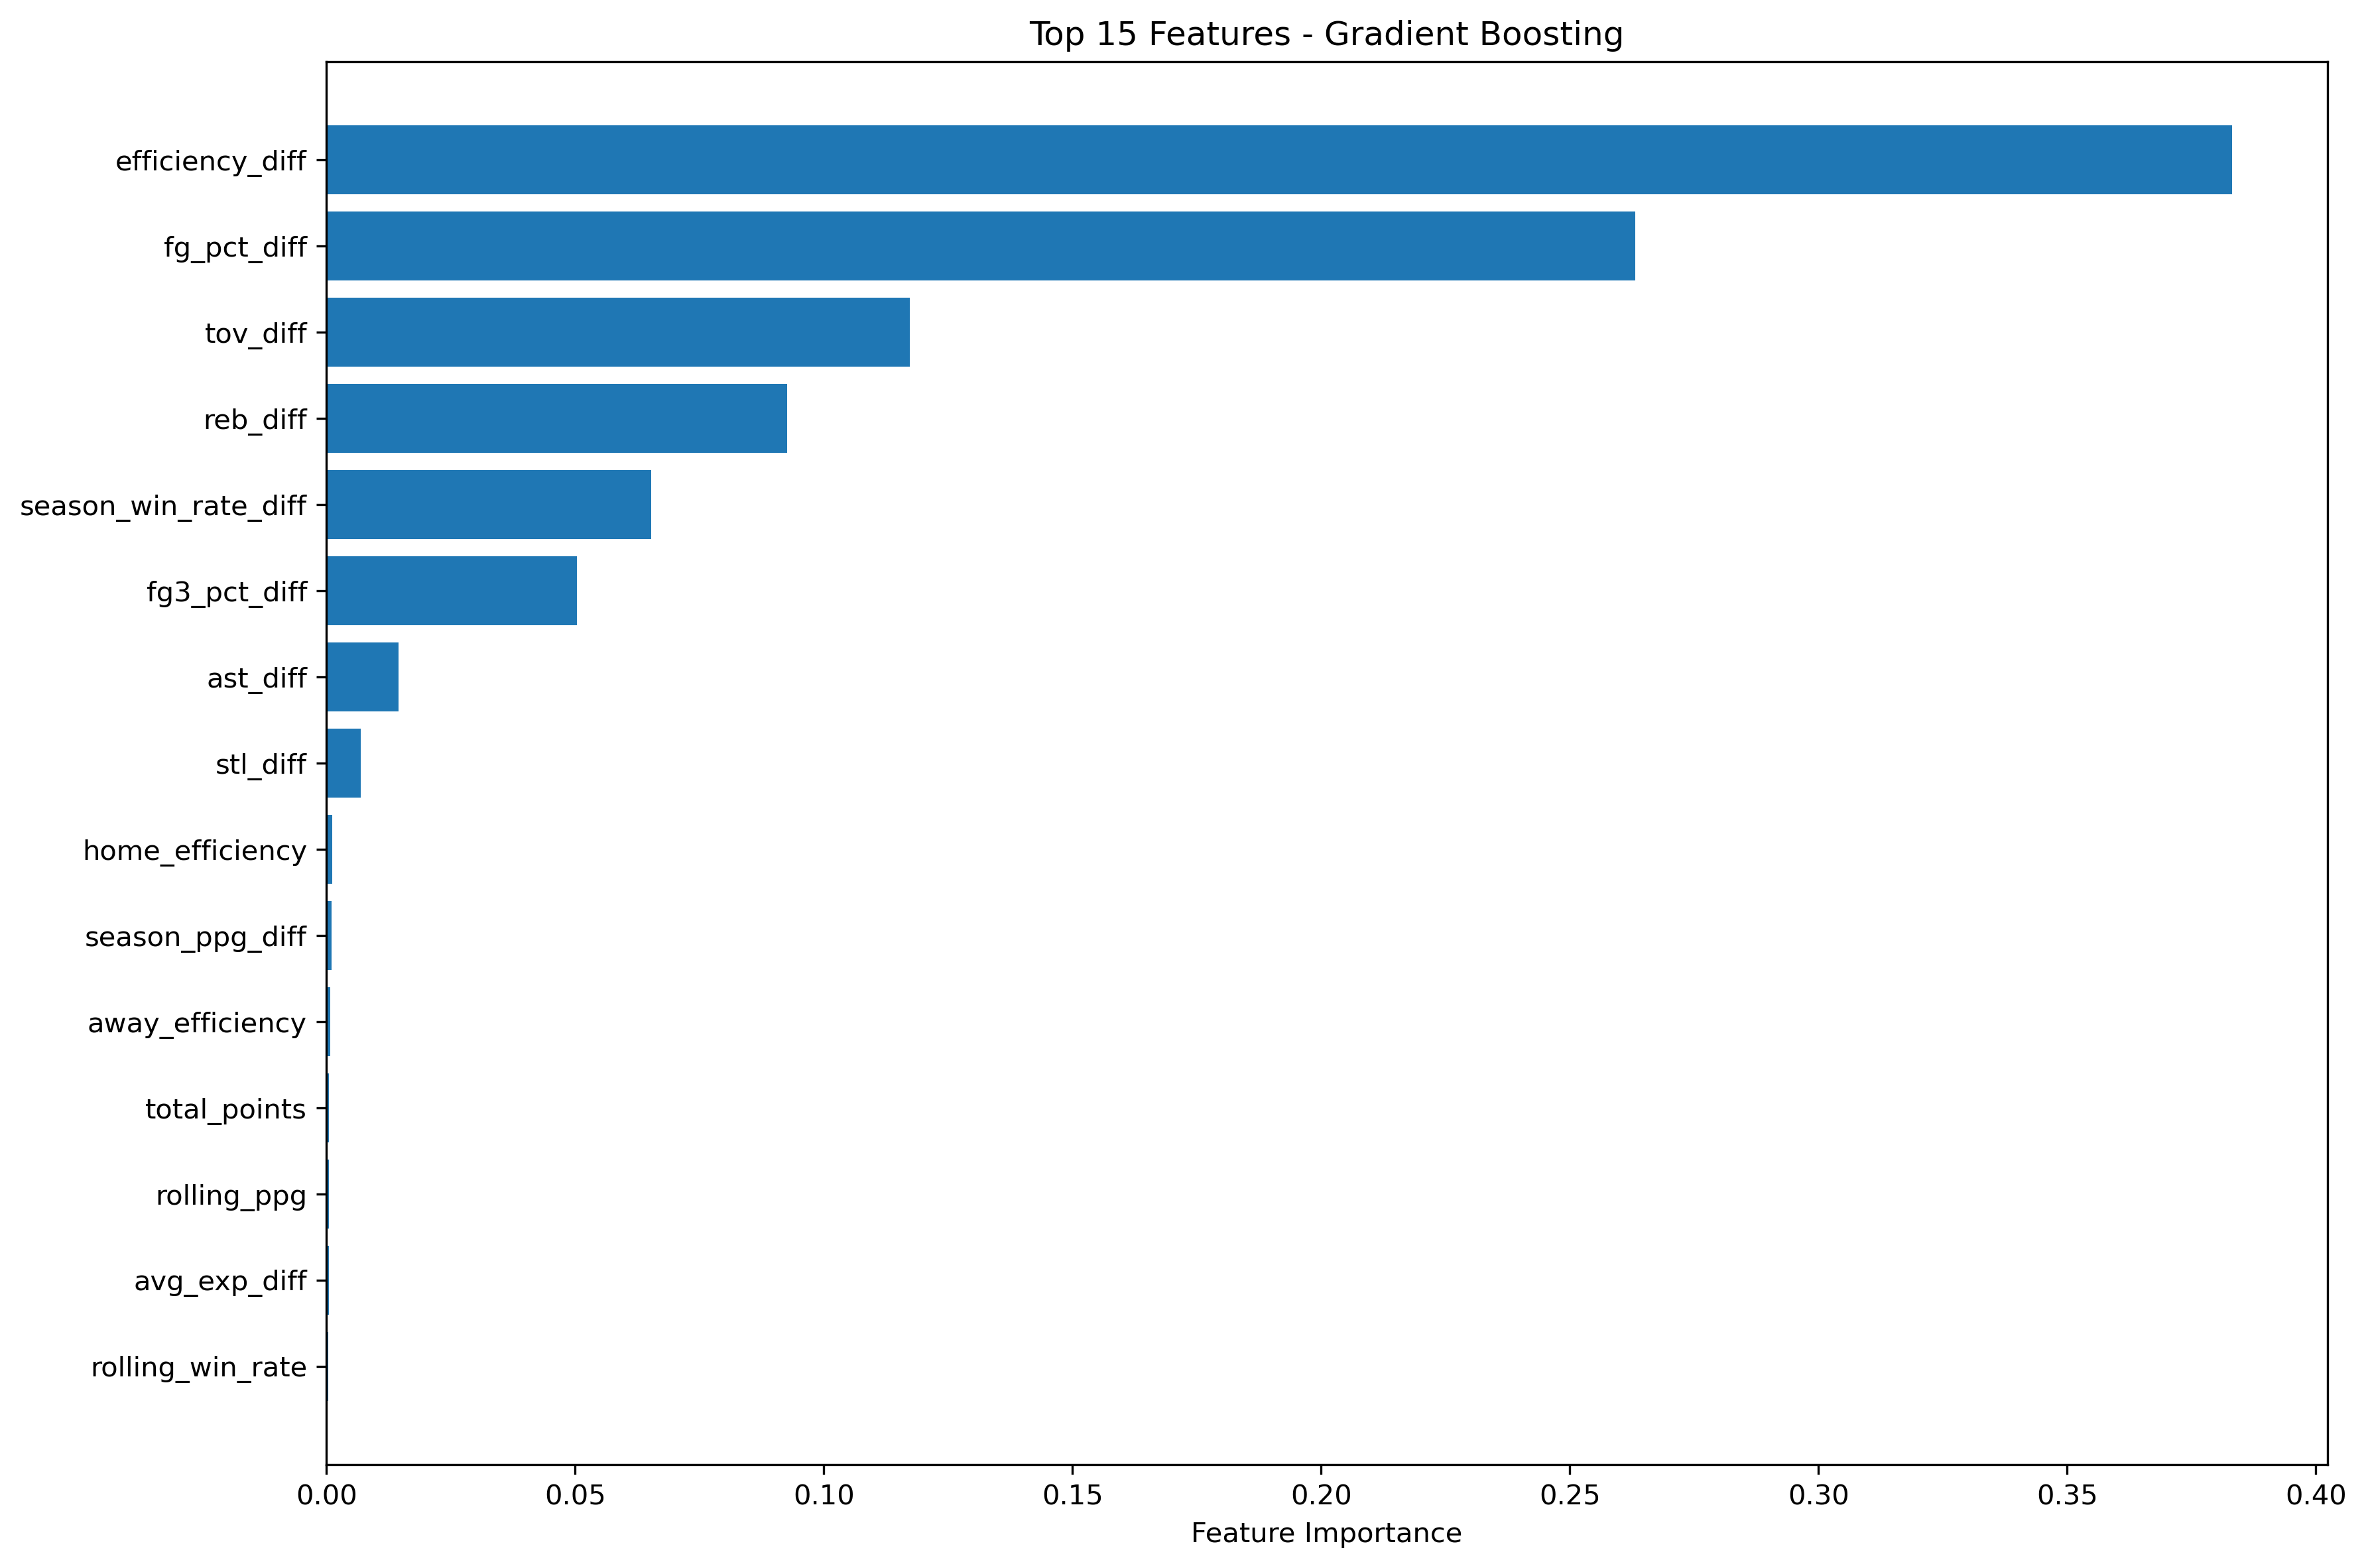 Top 15 Features - Gradient Boosting
efficiency_diff
fg_pct_diff
tov_diff
reb_diff
season_win_rate_diff
fg3_pct_diff
ast_diff
stl_diff
home_efficiency
season_ppg_diff
away_efficiency
total_points
rolling_ppg
avg_exp_diff
rolling_win_rate
0.00 0.05 0.10 0.15 0.20 0.25 0.30 0.35 0.40
Feature Importance